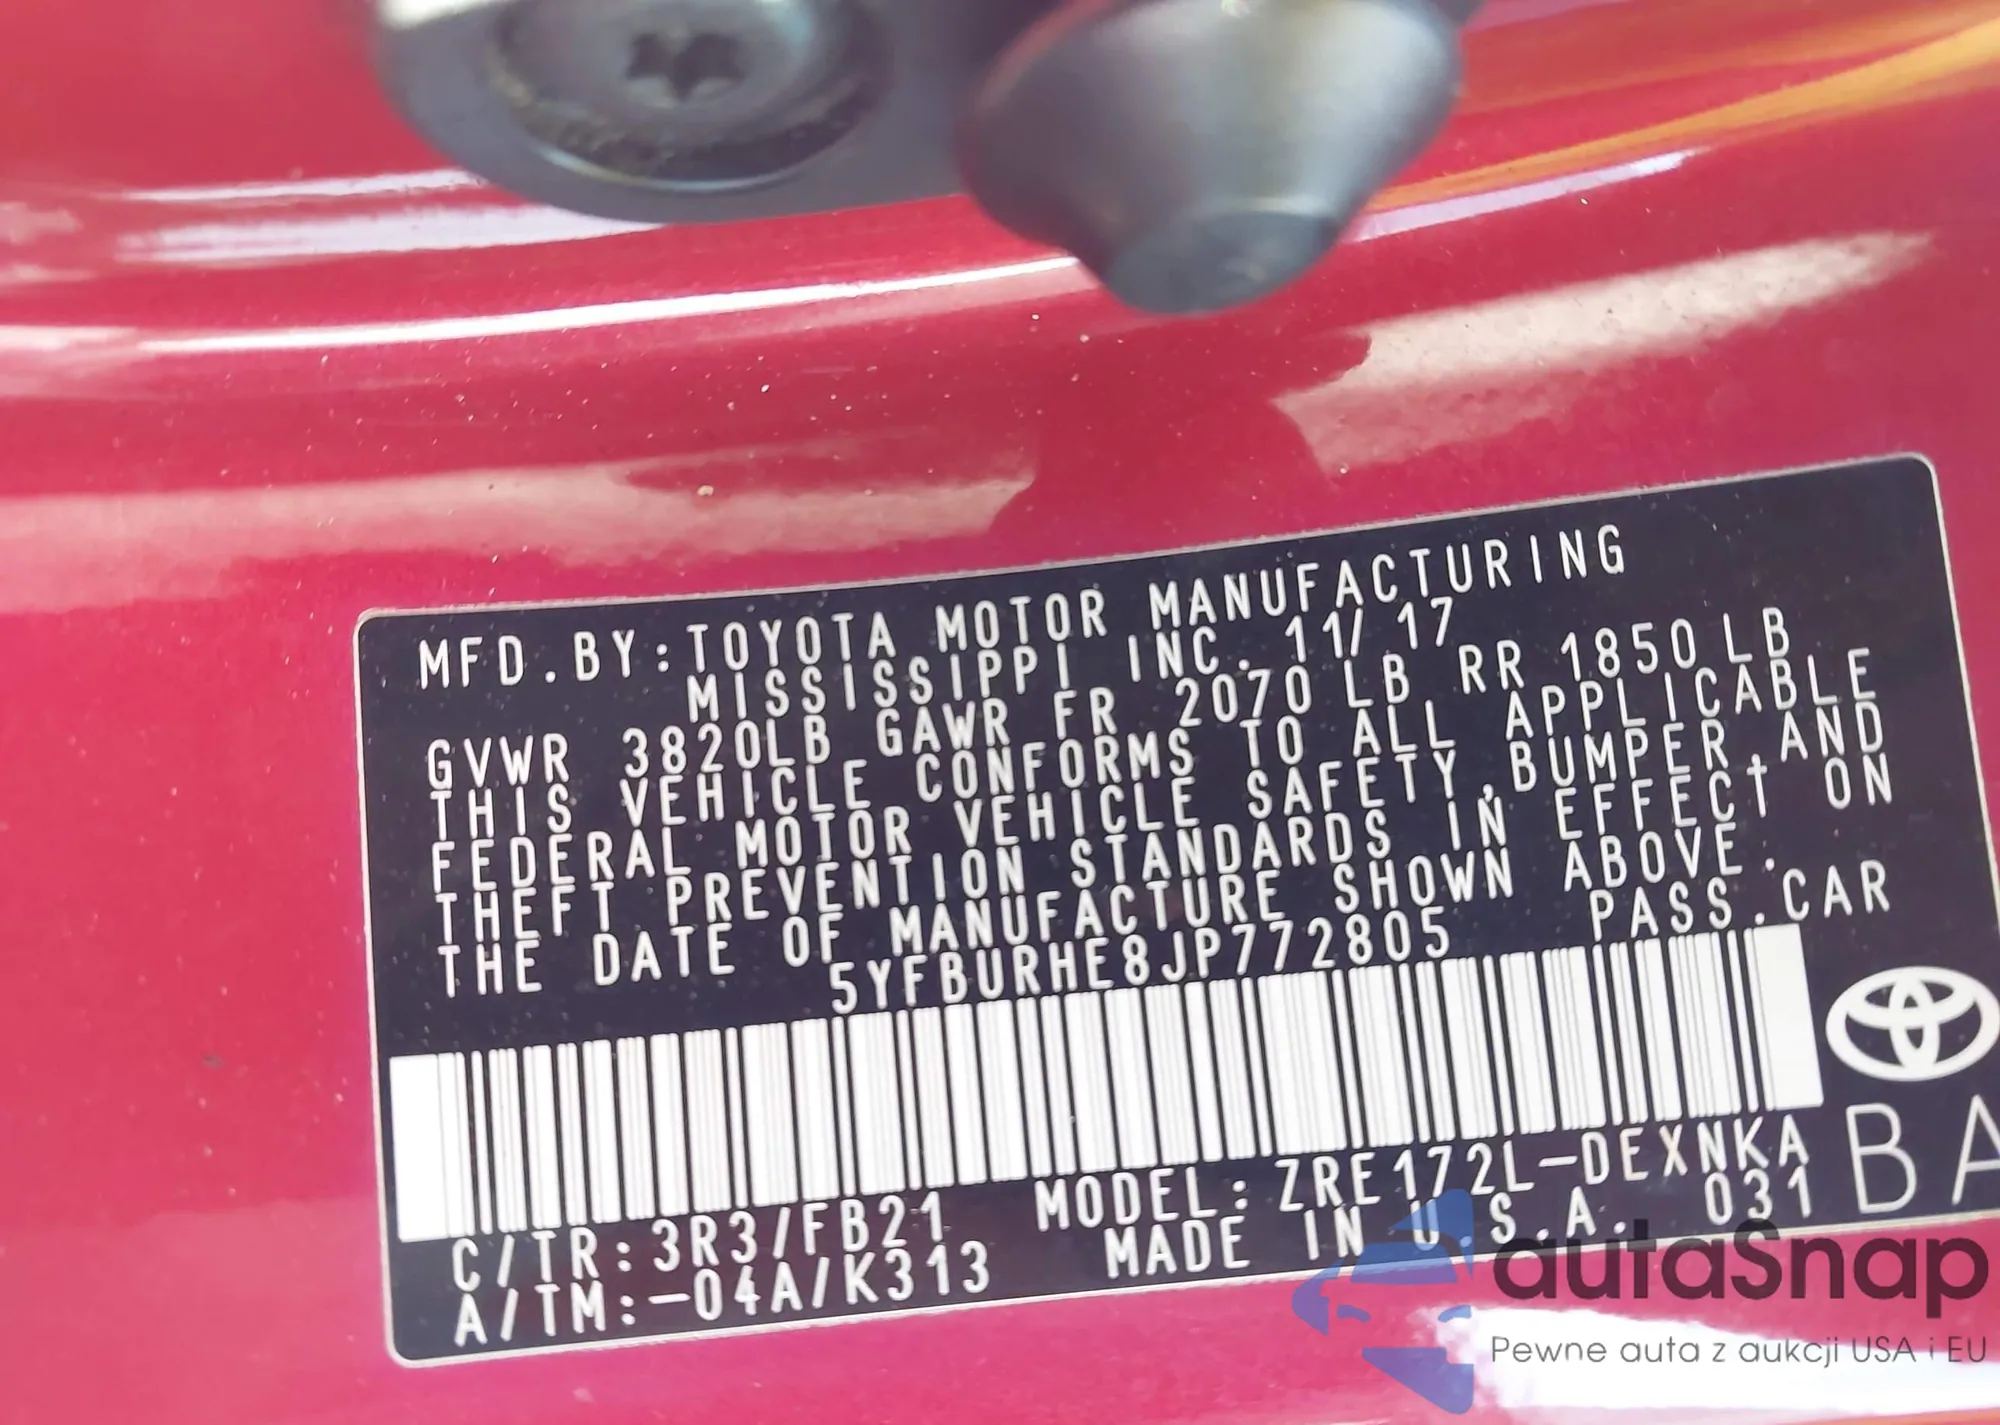 MFD.BY:TOYOTA MOTOR MANUFACTURING
MISSISSIPPI INC. 11/17
GVWR 3820LB GAWR FR 2070 LB RR 1850LB
THIS VEHICLE CONFORMS TO ALL APPLICABLE
FEDERAL MOTOR VEHICLE SAFETY,BUMPER,AND
THEFT PREVENTION STANDARDS IN EFFECT ON
THE DATE OF MANUFACTURE SHOWN ABOVE.
5YFBURHE8JP772805 PASS.CAR
C/TR:3R3/FB21 MODEL:ZRE172L-DEXNKA
A/TM:-04A/K313 MADE IN U.S.A. 031
BA
autaSnap
Pewne auta z aukcji USA i EU